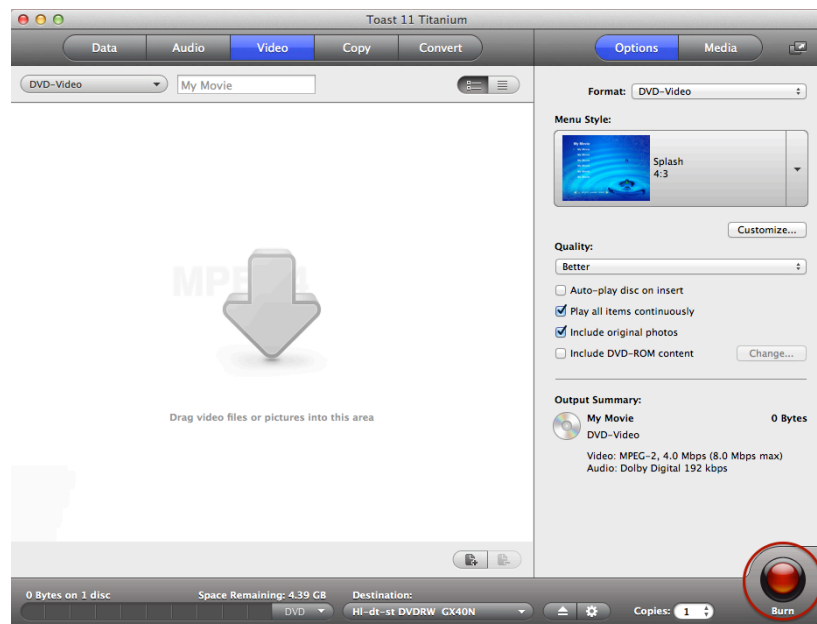 Toast 11 Titanium
Data Audio Video Copy Convert
Options Media
DVD-Video My Movie
Format: DVD-Video
Menu Style:
Splash
4:3
Customize...
Quality:
Better
Auto-play disc on insert
Play all items continuously
Include original photos
Include DVD-ROM content Change...
Drag video files or pictures into this area
Output Summary:
My Movie 0 Bytes
DVD-Video
Video: MPEG-2, 4.0 Mbps (8.0 Mbps max)
Audio: Dolby Digital 192 kbps
0 Bytes on 1 disc Space Remaining: 4.39 GB Destination:
DVD Hl-dt-st DVDRW GX40N Copies: 1 Burn